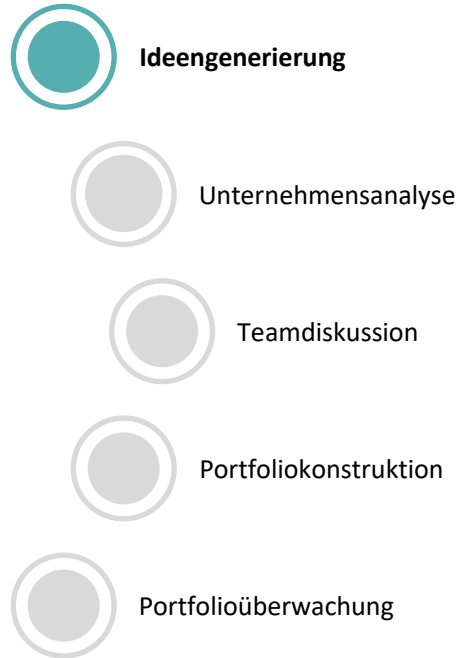 Ideengenerierung
Unternehmensanalyse
Teamdiskussion
Portfoliokonstruktion
Portfolioüberwachung